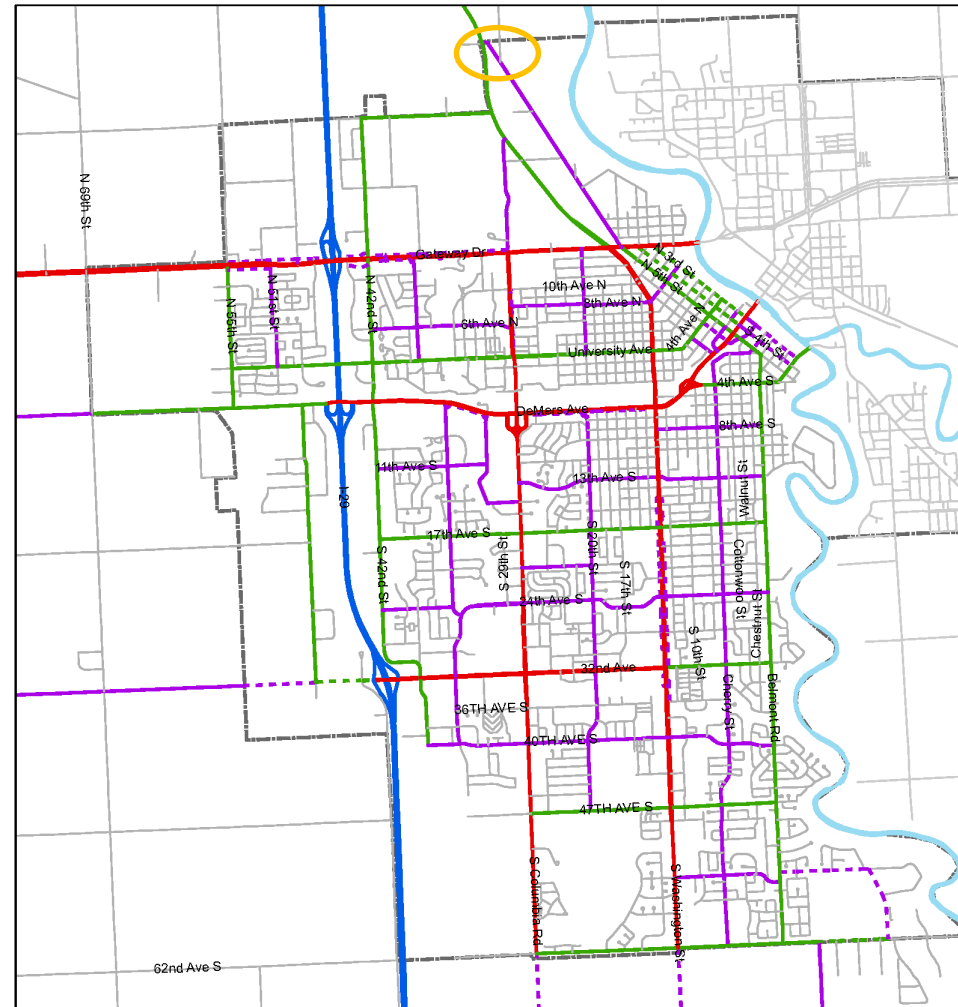 N 69th St
Gateway Dr
N 3rd St
N 5th St
N 55th St
N 51st St
N 42nd St
10th Ave N
8th Ave N
6th Ave N
4th Ave N
S 4th St
University Ave
4th Ave S
DeMers Ave
8th Ave S
11th Ave S
13th Ave S
Walnut St
I-29
17th Ave S
S 42nd St
S 29th St
S 20th St
S 17th St
Cottonwoo St
24th Ave S
Chestnut St
S 10th St
32nd Ave
36TH AVE S
Cherry St
Belmont Rd
40TH AVE S
47TH AVE S
S Columbia Rd
S Washington St
62nd Ave S